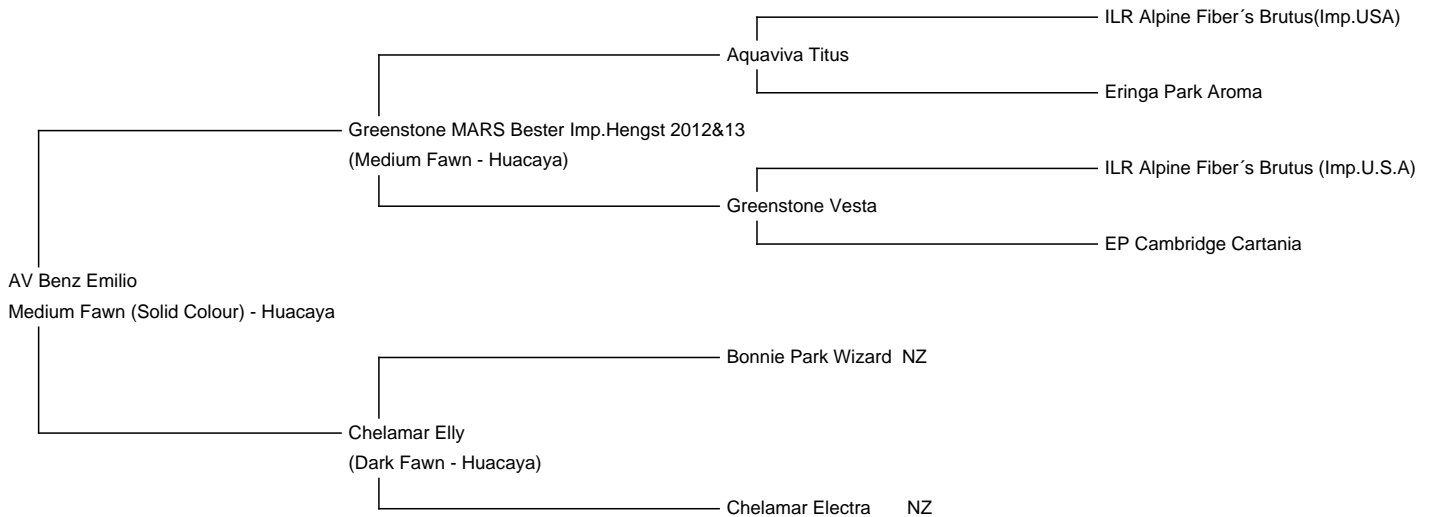 ILR Alpine Fiber´s Brutus(Imp.USA)
Aquaviva Titus
Eringa Park Aroma
Greenstone MARS Bester Imp.Hengst 2012&13
(Medium Fawn - Huacaya)
ILR Alpine Fiber´s Brutus (Imp.U.S.A)
Greenstone Vesta
EP Cambridge Cartania
AV Benz Emilio
Medium Fawn (Solid Colour) - Huacaya
Bonnie Park Wizard  NZ
Chelamar Elly
(Dark Fawn - Huacaya)
Chelamar Electra      NZ